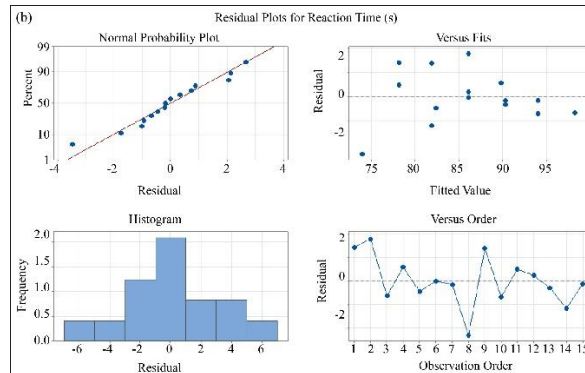 (b)
Residual Plots for Reaction Time (s)
Normal Probability Plot
99
90
50
10
1
Percent
-4 -2 0 2 4
Residual
Versus Fits
2
0
-2
Residual
75 80 85 90 95
Fitted Value
Histogram
2.0
1.5
1.0
0.5
0.0
Frequency
-6 -4 -2 0 2 4 6
Residual
Versus Order
2
0
-2
Residual
1 2 3 4 5 6 7 8 9 10 11 12 13 14 15
Observation Order